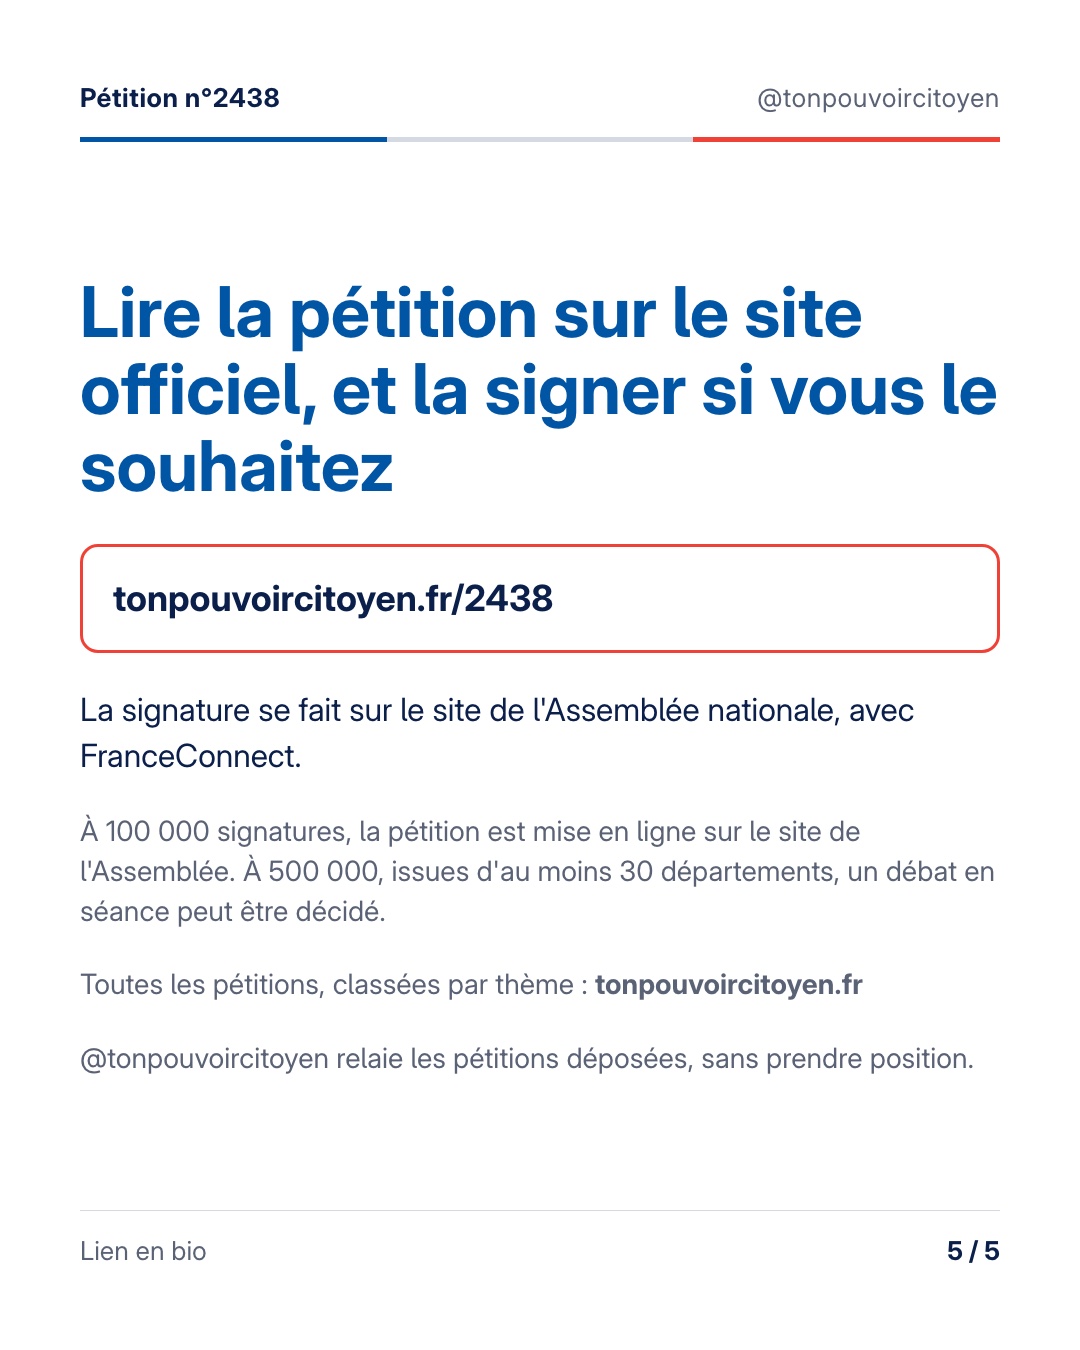 Pétition n°2438
@tonpouvoircitoyen
Lire la pétition sur le site
officiel, et la signer si vous le
souhaitez
tonpouvoircitoyen.fr/2438
La signature se fait sur le site de l'Assemblée nationale, avec
FranceConnect.
À 100 000 signatures, la pétition est mise en ligne sur le site de
l'Assemblée. À 500 000, issues d'au moins 30 départements, un débat en
séance peut être décidé.
Toutes les pétitions, classées par thème : tonpouvoircitoyen.fr
@tonpouvoircitoyen relaie les pétitions déposées, sans prendre position.
Lien en bio
5 / 5